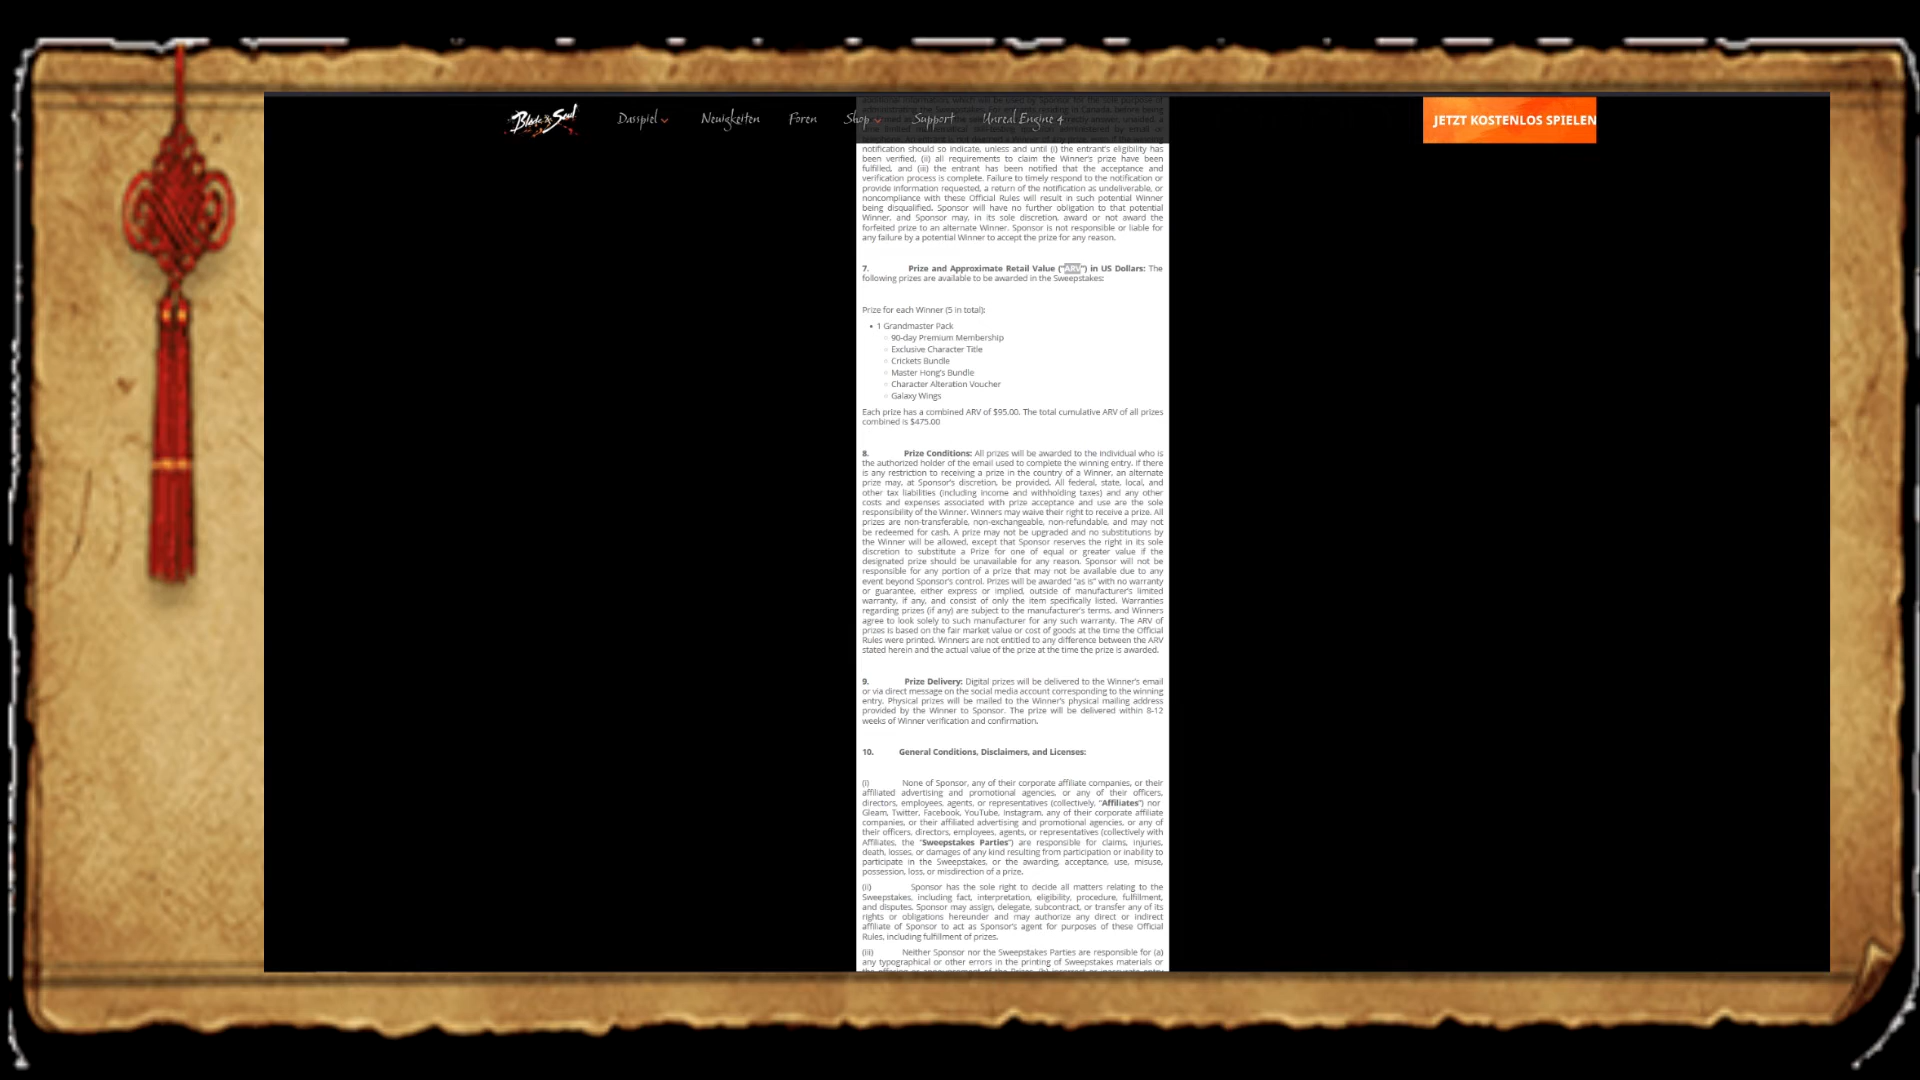 Blade & Soul
Dasspiel
Neuigkeiten
Foren
Shop
Support
Unreal Engine 4
JETZT KOSTENLOS SPIELEN
additional information, which will be used by Sponsor for the sole purpose of
notification should so indicate, unless and until (i) the entrant's eligibility has
been verified, (ii) all requirements to claim the Winner's prize have been
fulfilled, and (iii) the entrant has been notified that the acceptance and
verification process is complete. Failure to timely respond to the notification or
provide information requested, a return of the notification as undeliverable, or
noncompliance with these Official Rules will result in such potential Winner
being disqualified. Sponsor will have no further obligation to that potential
Winner, and Sponsor may, in its sole discretion, award or not award the
forfeited prize to an alternate Winner. Sponsor is not responsible or liable for
any failure by a potential Winner to accept the prize for any reason.
7. Prize and Approximate Retail Value ("ARV") in US Dollars: The
following prizes are available to be awarded in the Sweepstakes:
Prize for each Winner (5 in total):
• 1 Grandmaster Pack
○ 90-day Premium Membership
○ Exclusive Character Title
○ Crickets Bundle
○ Master Hong's Bundle
○ Character Alteration Voucher
○ Galaxy Wings
Each prize has a combined ARV of $95.00. The total cumulative ARV of all prizes
combined is $475.00
8. Prize Conditions: All prizes will be awarded to the individual who is
the authorized holder of the email used to complete the winning entry. If there
is any restriction to receiving a prize in the country of a Winner, an alternate
prize may, at Sponsor's discretion, be provided. All federal, state, local, and
other tax liabilities (including income and withholding taxes) and any other
costs and expenses associated with prize acceptance and use are the sole
responsibility of the Winner. Winners may waive their right to receive a prize. All
prizes are non-transferable, non-exchangeable, non-refundable, and may not
be redeemed for cash. A prize may not be upgraded and no substitutions by
the Winner will be allowed, except that Sponsor reserves the right in its sole
discretion to substitute a Prize for one of equal or greater value if the
designated prize should be unavailable for any reason. Sponsor will not be
responsible for any portion of a prize that may not be available due to any
event beyond Sponsor's control. Prizes will be awarded "as is" with no warranty
or guarantee, either express or implied, outside of manufacturer's limited
warranty, if any, and consist of only the item specifically listed. Warranties
regarding prizes (if any) are subject to the manufacturer's terms, and Winners
agree to look solely to such manufacturer for any such warranty. The ARV of
prizes is based on the fair market value or cost of goods at the time the Official
Rules were printed. Winners are not entitled to any difference between the ARV
stated herein and the actual value of the prize at the time the prize is awarded.
9. Prize Delivery: Digital prizes will be delivered to the Winner's email
or via direct message on the social media account corresponding to the winning
entry. Physical prizes will be mailed to the Winner's physical mailing address
provided by the Winner to Sponsor. The prize will be delivered within 8-12
weeks of Winner verification and confirmation.
10. General Conditions, Disclaimers, and Licenses:
(i) None of Sponsor, any of their corporate affiliate companies, or their
affiliated advertising and promotional agencies, or any of their officers,
directors, employees, agents, or representatives (collectively, "Affiliates") nor
Gleam, Twitter, Facebook, YouTube, Instagram, any of their corporate affiliate
companies, or their affiliated advertising and promotional agencies, or any of
their officers, directors, employees, agents, or representatives (collectively with
Affiliates, the "Sweepstakes Parties") are responsible for claims, injuries,
death, losses, or damages of any kind resulting from participation or inability to
participate in the Sweepstakes, or the awarding, acceptance, use, misuse,
possession, loss, or misdirection of a prize.
(ii) Sponsor has the sole right to decide all matters relating to the
Sweepstakes, including fact, interpretation, eligibility, procedure, fulfillment,
and disputes. Sponsor may assign, delegate, subcontract, or transfer any of its
rights or obligations hereunder and may authorize any direct or indirect
affiliate of Sponsor to act as Sponsor's agent for purposes of these Official
Rules, including fulfillment of prizes.
(iii) Neither Sponsor nor the Sweepstakes Parties are responsible for (a)
any typographical or other errors in the printing of Sweepstakes materials or